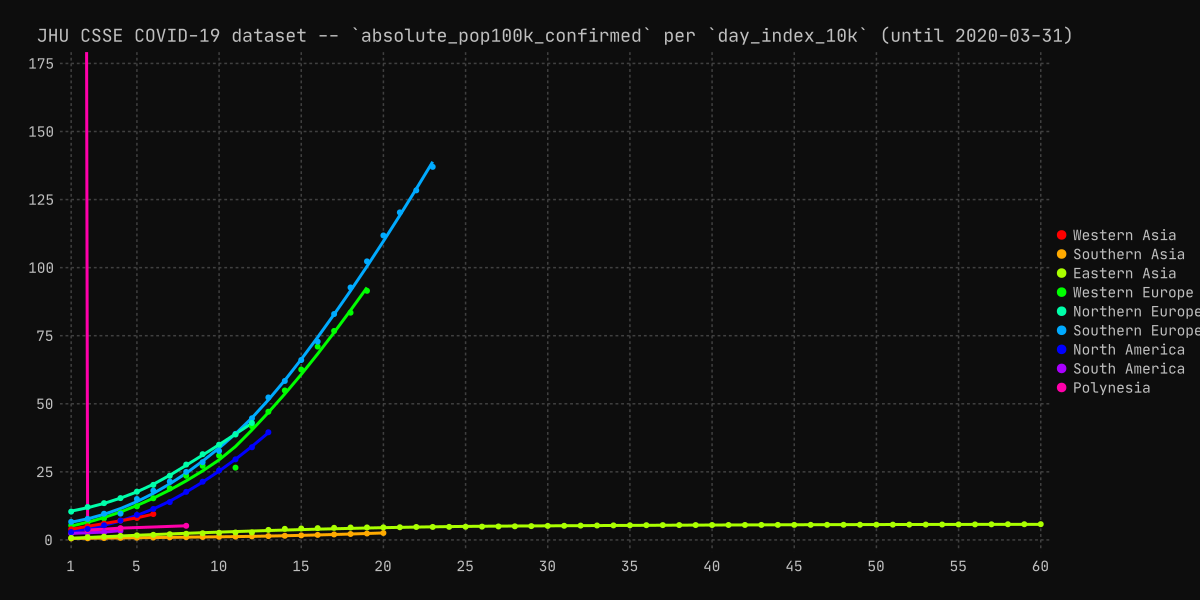 JHU CSSE COVID-19 dataset -- `absolute_pop100k_confirmed` per `day_index_10k` (until 2020-03-31)
175
150
125
100
75
50
25
0
1 5 10 15 20 25 30 35 40 45 50 55 60
Western Asia
Southern Asia
Eastern Asia
Western Europe
Northern Europe
Southern Europe
North America
South America
Polynesia